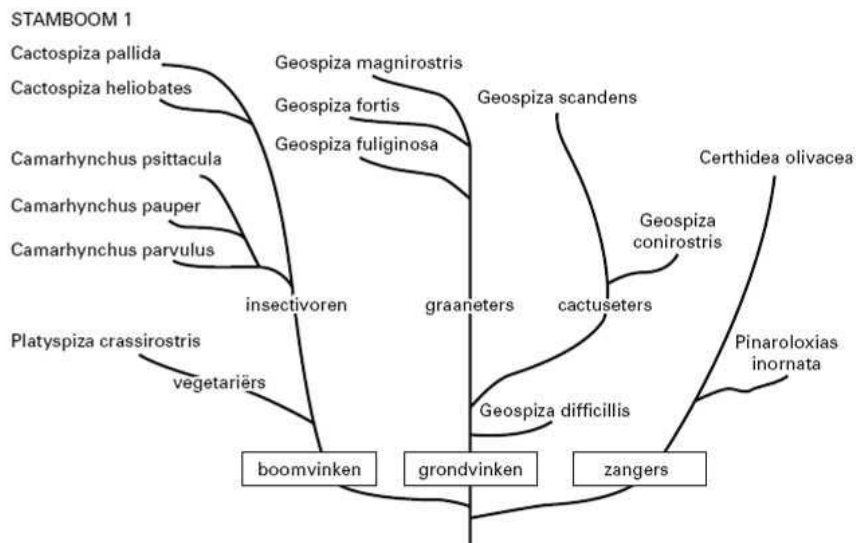 STAMBOOM 1
Cactospiza pallida
Cactospiza heliobates
Camarhynchus psittacula
Camarhynchus pauper
Camarhynchus parvulus
Platyspiza crassirostris
vegetariërs
insectivoren
boomvinken
Geospiza magnirostris
Geospiza fortis
Geospiza fuliginosa
graaneters
grondvinken
Geospiza scandens
Geospiza
conirostris
cactuseters
Geospiza difficillis
Certhidea olivacea
Pinaroloxias
inornata
zangers